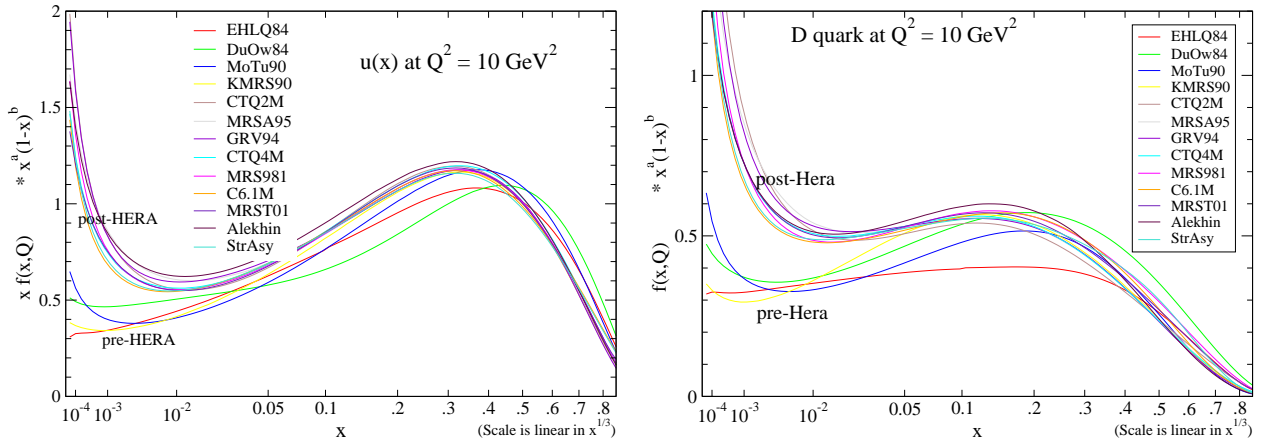 2
1.5
1
0.5
0
x f(x,Q) * x^a(1-x)^b
u(x) at Q^2 = 10 GeV^2
EHLQ84
DuOw84
MoTu90
KMRS90
CTQ2M
MRSA95
GRV94
CTQ4M
MRS981
C6.1M
MRST01
Alekhin
StrAsy
post-HERA
pre-HERA
10^-4 10^-3 10^-2 0.05 0.1 .2 .3 .4 .5 .6 .7 .8
x
(Scale is linear in x^1/3)
1
0.5
0
f(x,Q) * x^a(1-x)^b
D quark at Q^2 = 10 GeV^2
EHLQ84
DuOw84
MoTu90
KMRS90
CTQ2M
MRSA95
GRV94
CTQ4M
MRS981
C6.1M
MRST01
Alekhin
StrAsy
post-Hera
pre-Hera
10^-4 10^-3 10^-2 0.05 0.1 .2 .3 .4 .5 .6 .7 .8
x
(Scale is linear in x^1/3)